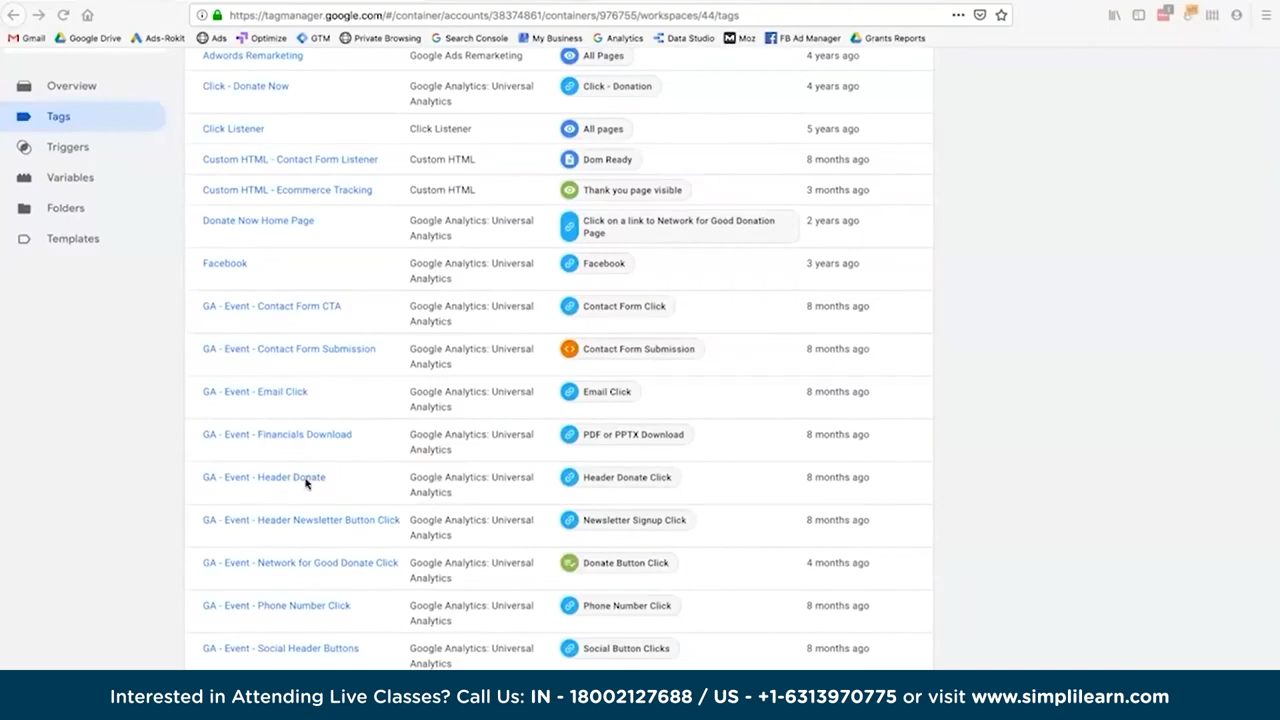 https://tagmanager.google.com/#/container/accounts/38374861/containers/976755/workspaces/44/tags
Gmail Google Drive Ads-Rokit Ads Optimize GTM Private Browsing Search Console My Business Analytics Data Studio Moz FB Ad Manager Grants Reports
Adwords Remarketing Google Ads Remarketing All Pages 4 years ago
Overview
Click - Donate Now Google Analytics: Universal Click - Donation 4 years ago
Analytics
Tags
Click Listener Click Listener All pages 5 years ago
Triggers
Custom HTML - Contact Form Listener Custom HTML Dom Ready 8 months ago
Variables
Custom HTML - Ecommerce Tracking Custom HTML Thank you page visible 3 months ago
Folders
Donate Now Home Page Google Analytics: Universal Click on a link to Network for Good Donation 2 years ago
Analytics Page
Templates
Facebook Google Analytics: Universal Facebook 3 years ago
Analytics
GA - Event - Contact Form CTA Google Analytics: Universal Contact Form Click 8 months ago
Analytics
GA - Event - Contact Form Submission Google Analytics: Universal Contact Form Submission 8 months ago
Analytics
GA - Event - Email Click Google Analytics: Universal Email Click 8 months ago
Analytics
GA - Event - Financials Download Google Analytics: Universal PDF or PPTX Download 8 months ago
Analytics
GA - Event - Header Donate Google Analytics: Universal Header Donate Click 8 months ago
Analytics
GA - Event - Header Newsletter Button Click Google Analytics: Universal Newsletter Signup Click 8 months ago
Analytics
GA - Event - Network for Good Donate Click Google Analytics: Universal Donate Button Click 4 months ago
Analytics
GA - Event - Phone Number Click Google Analytics: Universal Phone Number Click 8 months ago
Analytics
GA - Event - Social Header Buttons Google Analytics: Universal Social Button Clicks 8 months ago
Analytics
Interested in Attending Live Classes? Call Us: IN - 18002127688 / US - +1-6313970775 or visit www.simplilearn.com